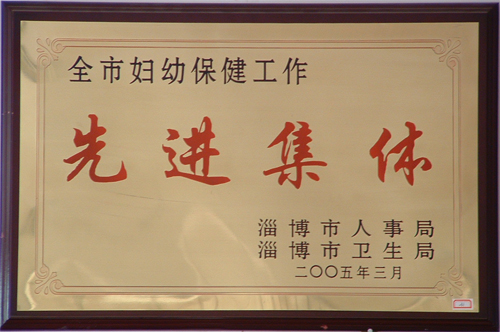 全市妇幼保健工作
先进集体
淄博市人事局
淄博市卫生局
二〇〇五年三月